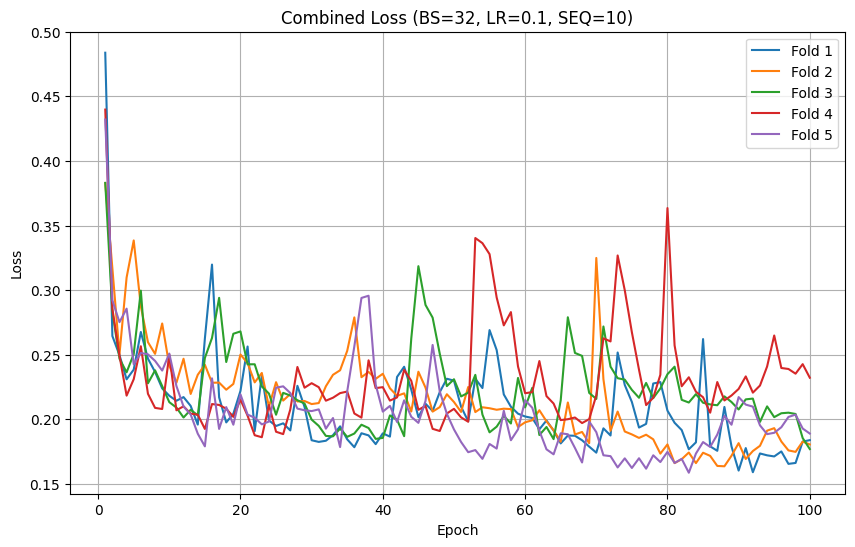 Combined Loss (BS=32, LR=0.1, SEQ=10)
Loss
0.50
0.45
0.40
0.35
0.30
0.25
0.20
0.15
Fold 1
Fold 2
Fold 3
Fold 4
Fold 5
0
20
40
60
80
100
Epoch